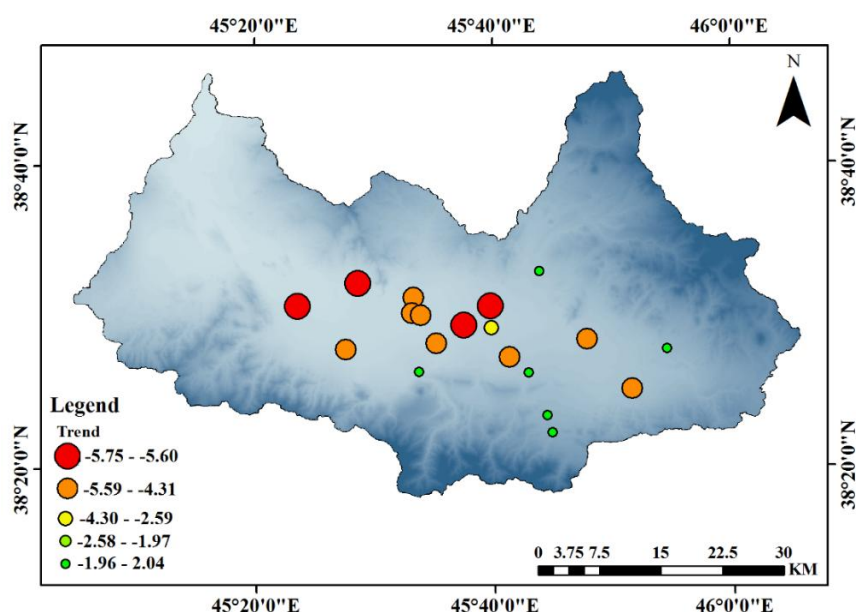 45°20'0"E 45°40'0"E 46°0'0"E
N
38°40'0"N 38°40'0"N
38°20'0"N 38°20'0"N
Legend
Trend
-5.75 - -5.60
-5.59 - -4.31
-4.30 - -2.59
-2.58 - -1.97
-1.96 - 2.04
0 3.75 7.5 15 22.5 30
KM
45°20'0"E 45°40'0"E 46°0'0"E